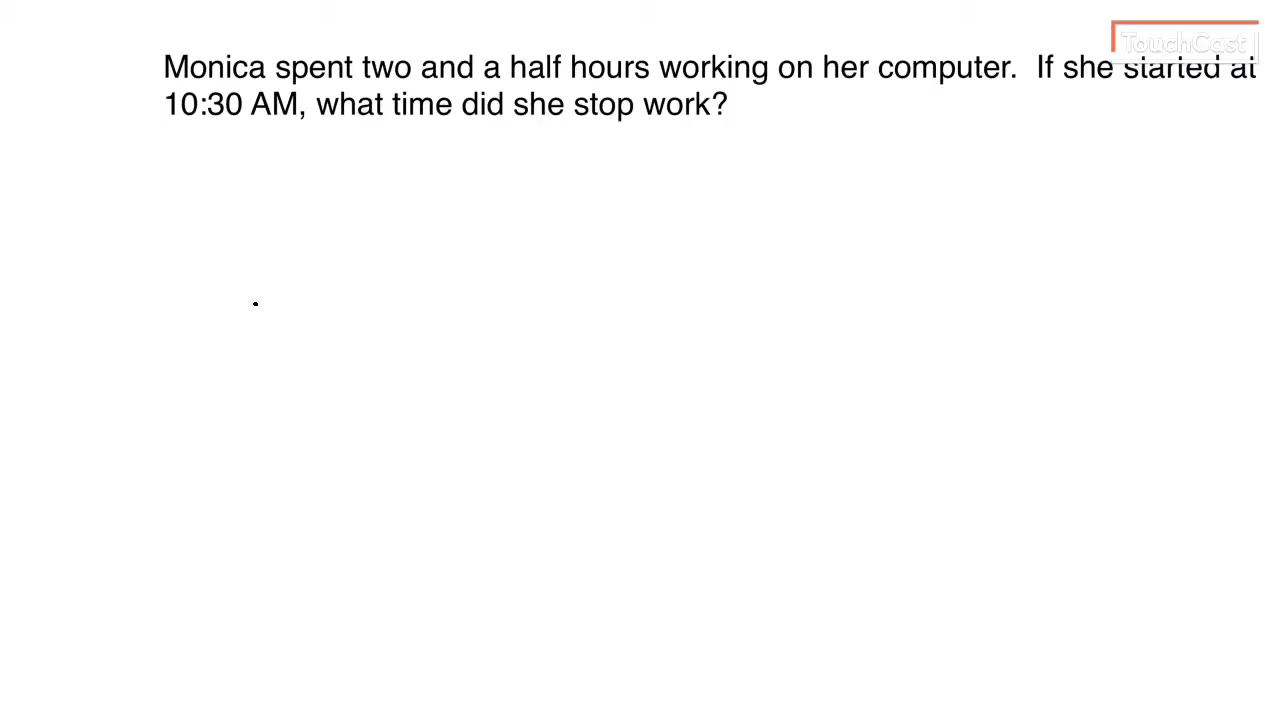 TouchCast
Monica spent two and a half hours working on her computer.  If she started at
10:30 AM, what time did she stop work?